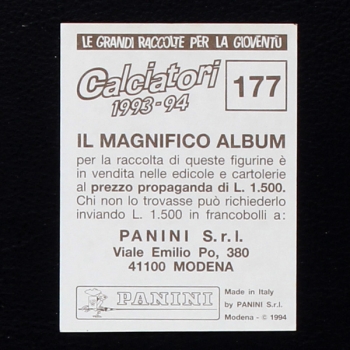 LE GRANDI RACCOLTE PER LA GIOVENTÙ
Calciatori
1993-94
177
IL MAGNIFICO ALBUM
per la raccolta di queste figurine è
in vendita nelle edicole e cartolerie
al prezzo propaganda di L. 1.500.
Chi non lo trovasse può richiederlo
inviando L. 1.500 in francobolli a:
PANINI S.r.l.
Viale Emilio Po, 380
41100 MODENA
PANINI
Made in Italy
by PANINI S.r.l.
Modena - © 1994